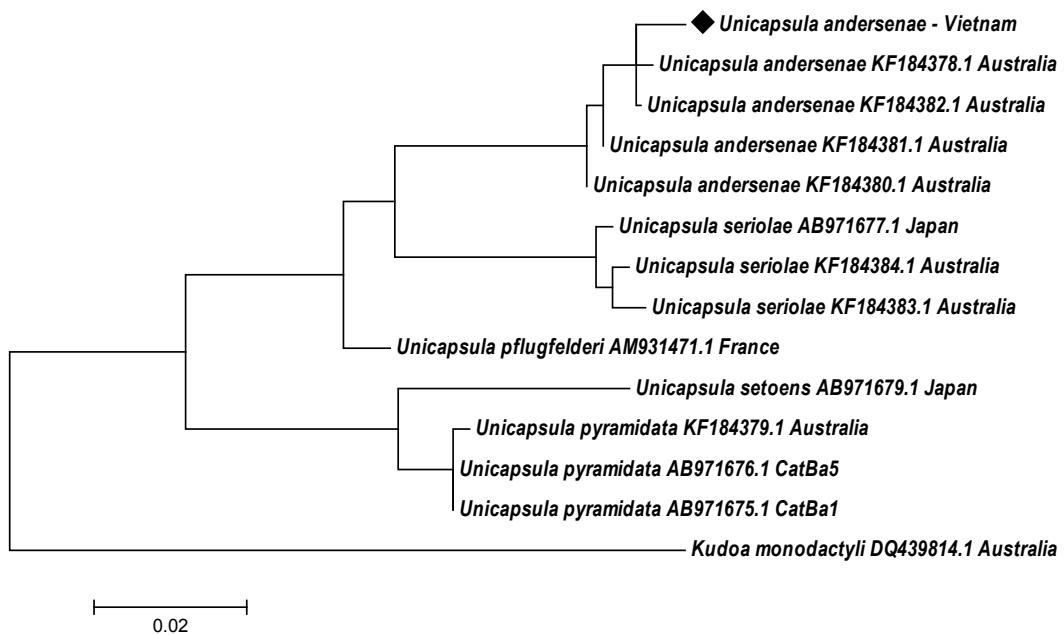 Unicapsula andersenae - Vietnam
Unicapsula andersenae KF184378.1 Australia
Unicapsula andersenae KF184382.1 Australia
Unicapsula andersenae KF184381.1 Australia
Unicapsula andersenae KF184380.1 Australia
Unicapsula seriolae AB971677.1 Japan
Unicapsula seriolae KF184384.1 Australia
Unicapsula seriolae KF184383.1 Australia
Unicapsula pflugfelderi AM931471.1 France
Unicapsula setoens AB971679.1 Japan
Unicapsula pyramidata KF184379.1 Australia
Unicapsula pyramidata AB971676.1 CatBa5
Unicapsula pyramidata AB971675.1 CatBa1
Kudoa monodactyli DQ439814.1 Australia
0.02